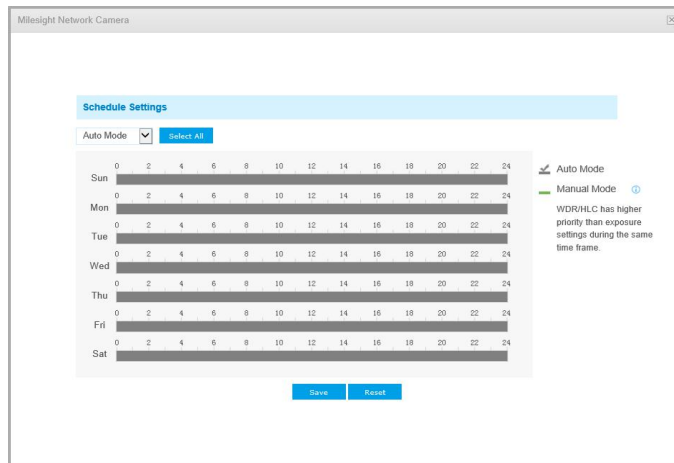 Milesight Network Camera
Schedule Settings
Auto Mode
Select All
0 2 4 6 8 10 12 14 16 18 20 22 24
Sun
0 2 4 6 8 10 12 14 16 18 20 22 24
Mon
0 2 4 6 8 10 12 14 16 18 20 22 24
Tue
0 2 4 6 8 10 12 14 16 18 20 22 24
Wed
0 2 4 6 8 10 12 14 16 18 20 22 24
Thu
0 2 4 6 8 10 12 14 16 18 20 22 24
Fri
0 2 4 6 8 10 12 14 16 18 20 22 24
Sat
Auto Mode
Manual Mode
WDR/HLC has higher
priority than exposure
settings during the same
time frame.
Save
Reset